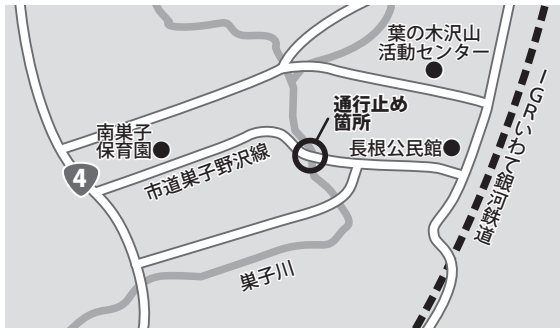 葉の木沢山
活動センター
通行止め
箇所
南巣子
保育園
長根公民館
4
市道巣子野沢線
IGRいわて銀河鉄道
巣子川